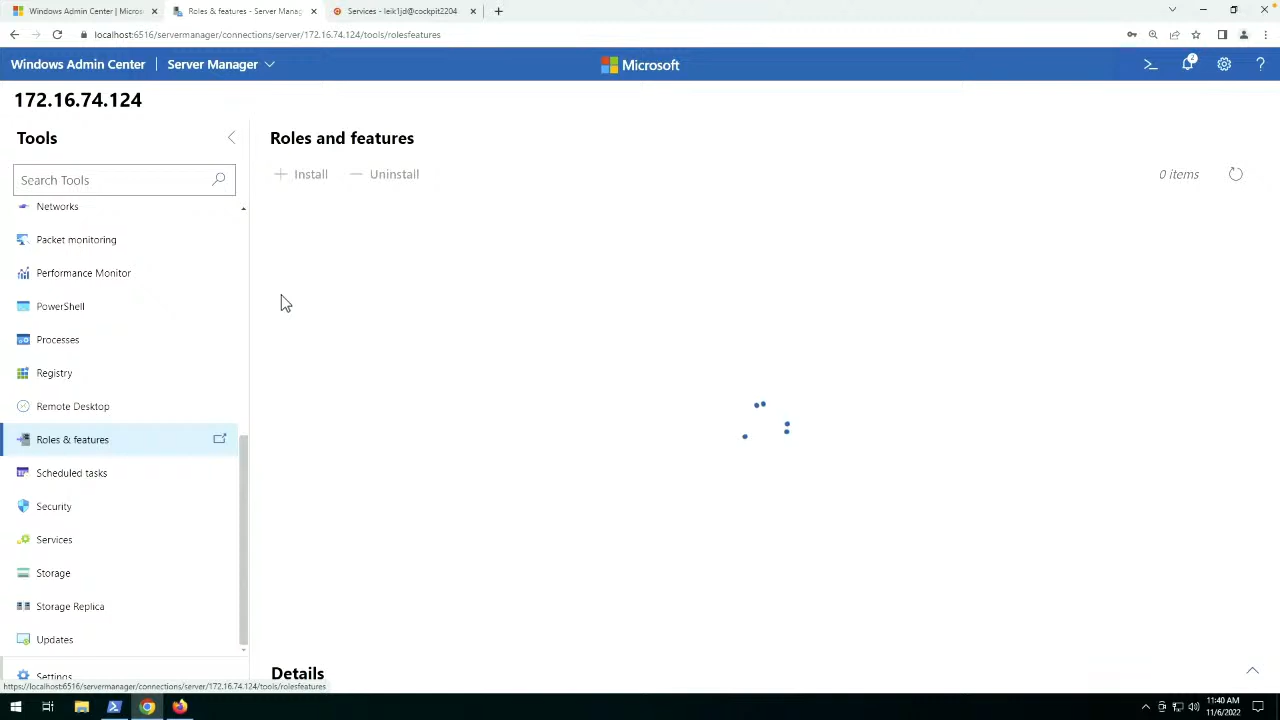 Windows Admin Center | Microso
Roles & features - Server Manag
Services - leik1jd@cockpit2204
localhost:6516/servermanager/connections/server/172.16.74.124/tools/rolesfeatures
Windows Admin Center | Server Manager
Microsoft
2
172.16.74.124
Tools
Roles and features
Search Tools
Install
Uninstall
0 items
Networks
Packet monitoring
Performance Monitor
PowerShell
Processes
Registry
Remote Desktop
Roles & features
Scheduled tasks
Security
Services
Storage
Storage Replica
Updates
Settings
Details
https://localhost:6516/servermanager/connections/server/172.16.74.124/tools/rolesfeatures
11:40 AM
11/6/2022